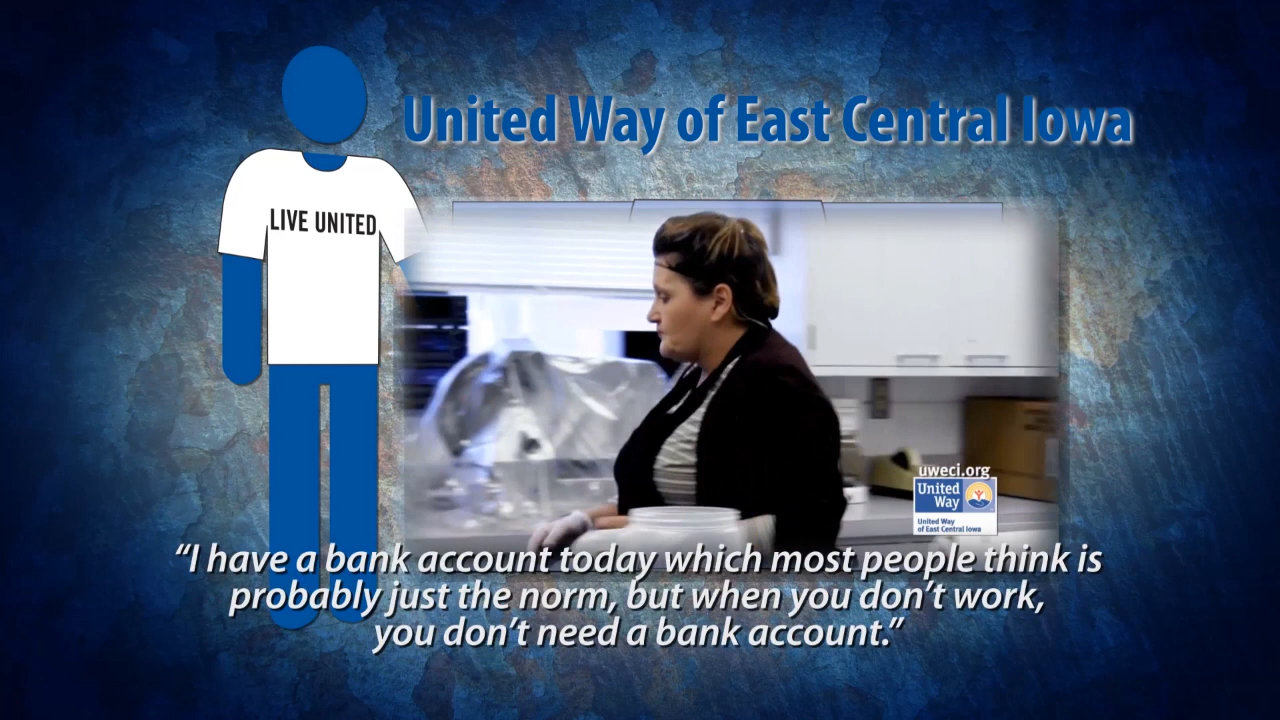 United Way of East Central Iowa
LIVE UNITED
uweci.org
United
Way
United Way
of East Central Iowa
“I have a bank account today which most people think is
probably just the norm, but when you don’t work,
you don’t need a bank account.”